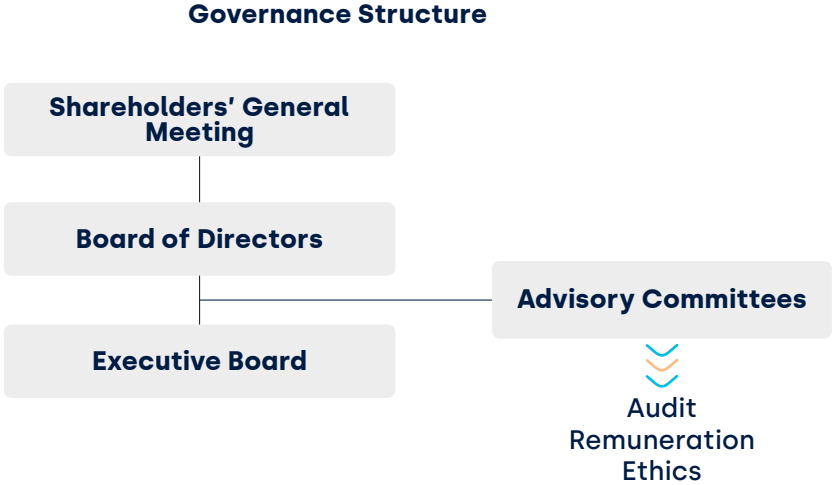 Governance Structure
Shareholders’ General
Meeting
Board of Directors
Advisory Committees
Executive Board
Audit
Remuneration
Ethics